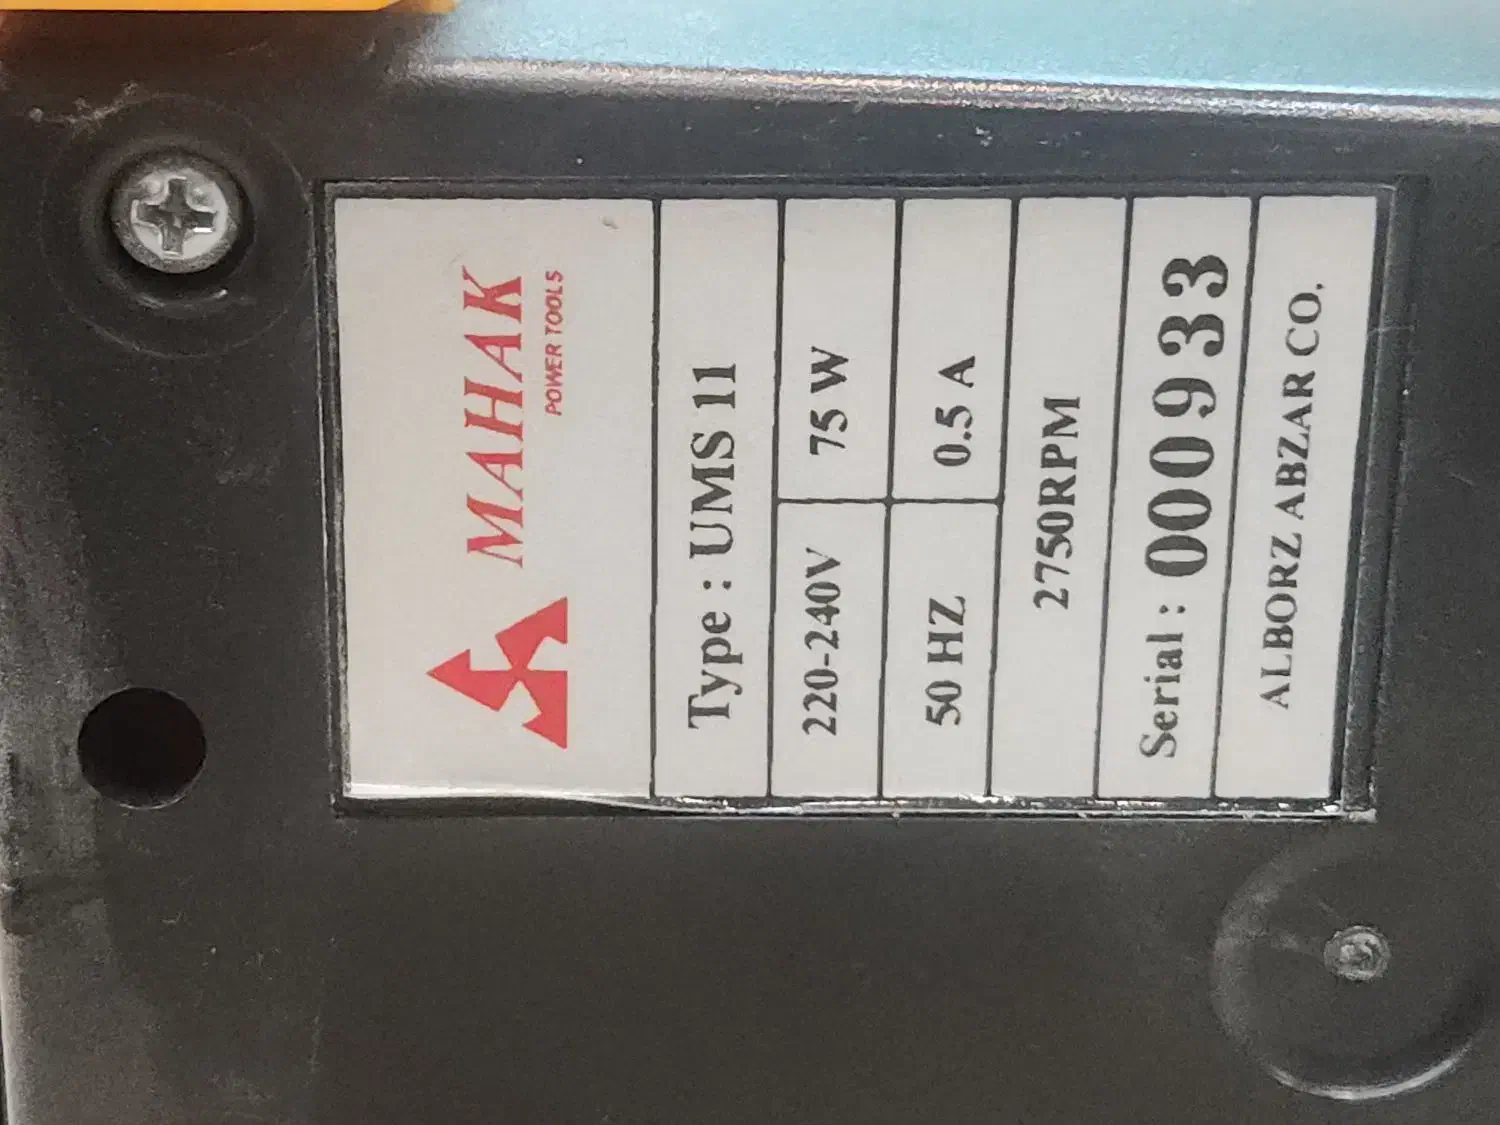 MAHAK
POWER TOOLS
Type : UMS 11
220-240V 75 W
50 HZ 0.5 A
2750RPM
Serial : 000933
ALBORZ ABZAR CO.